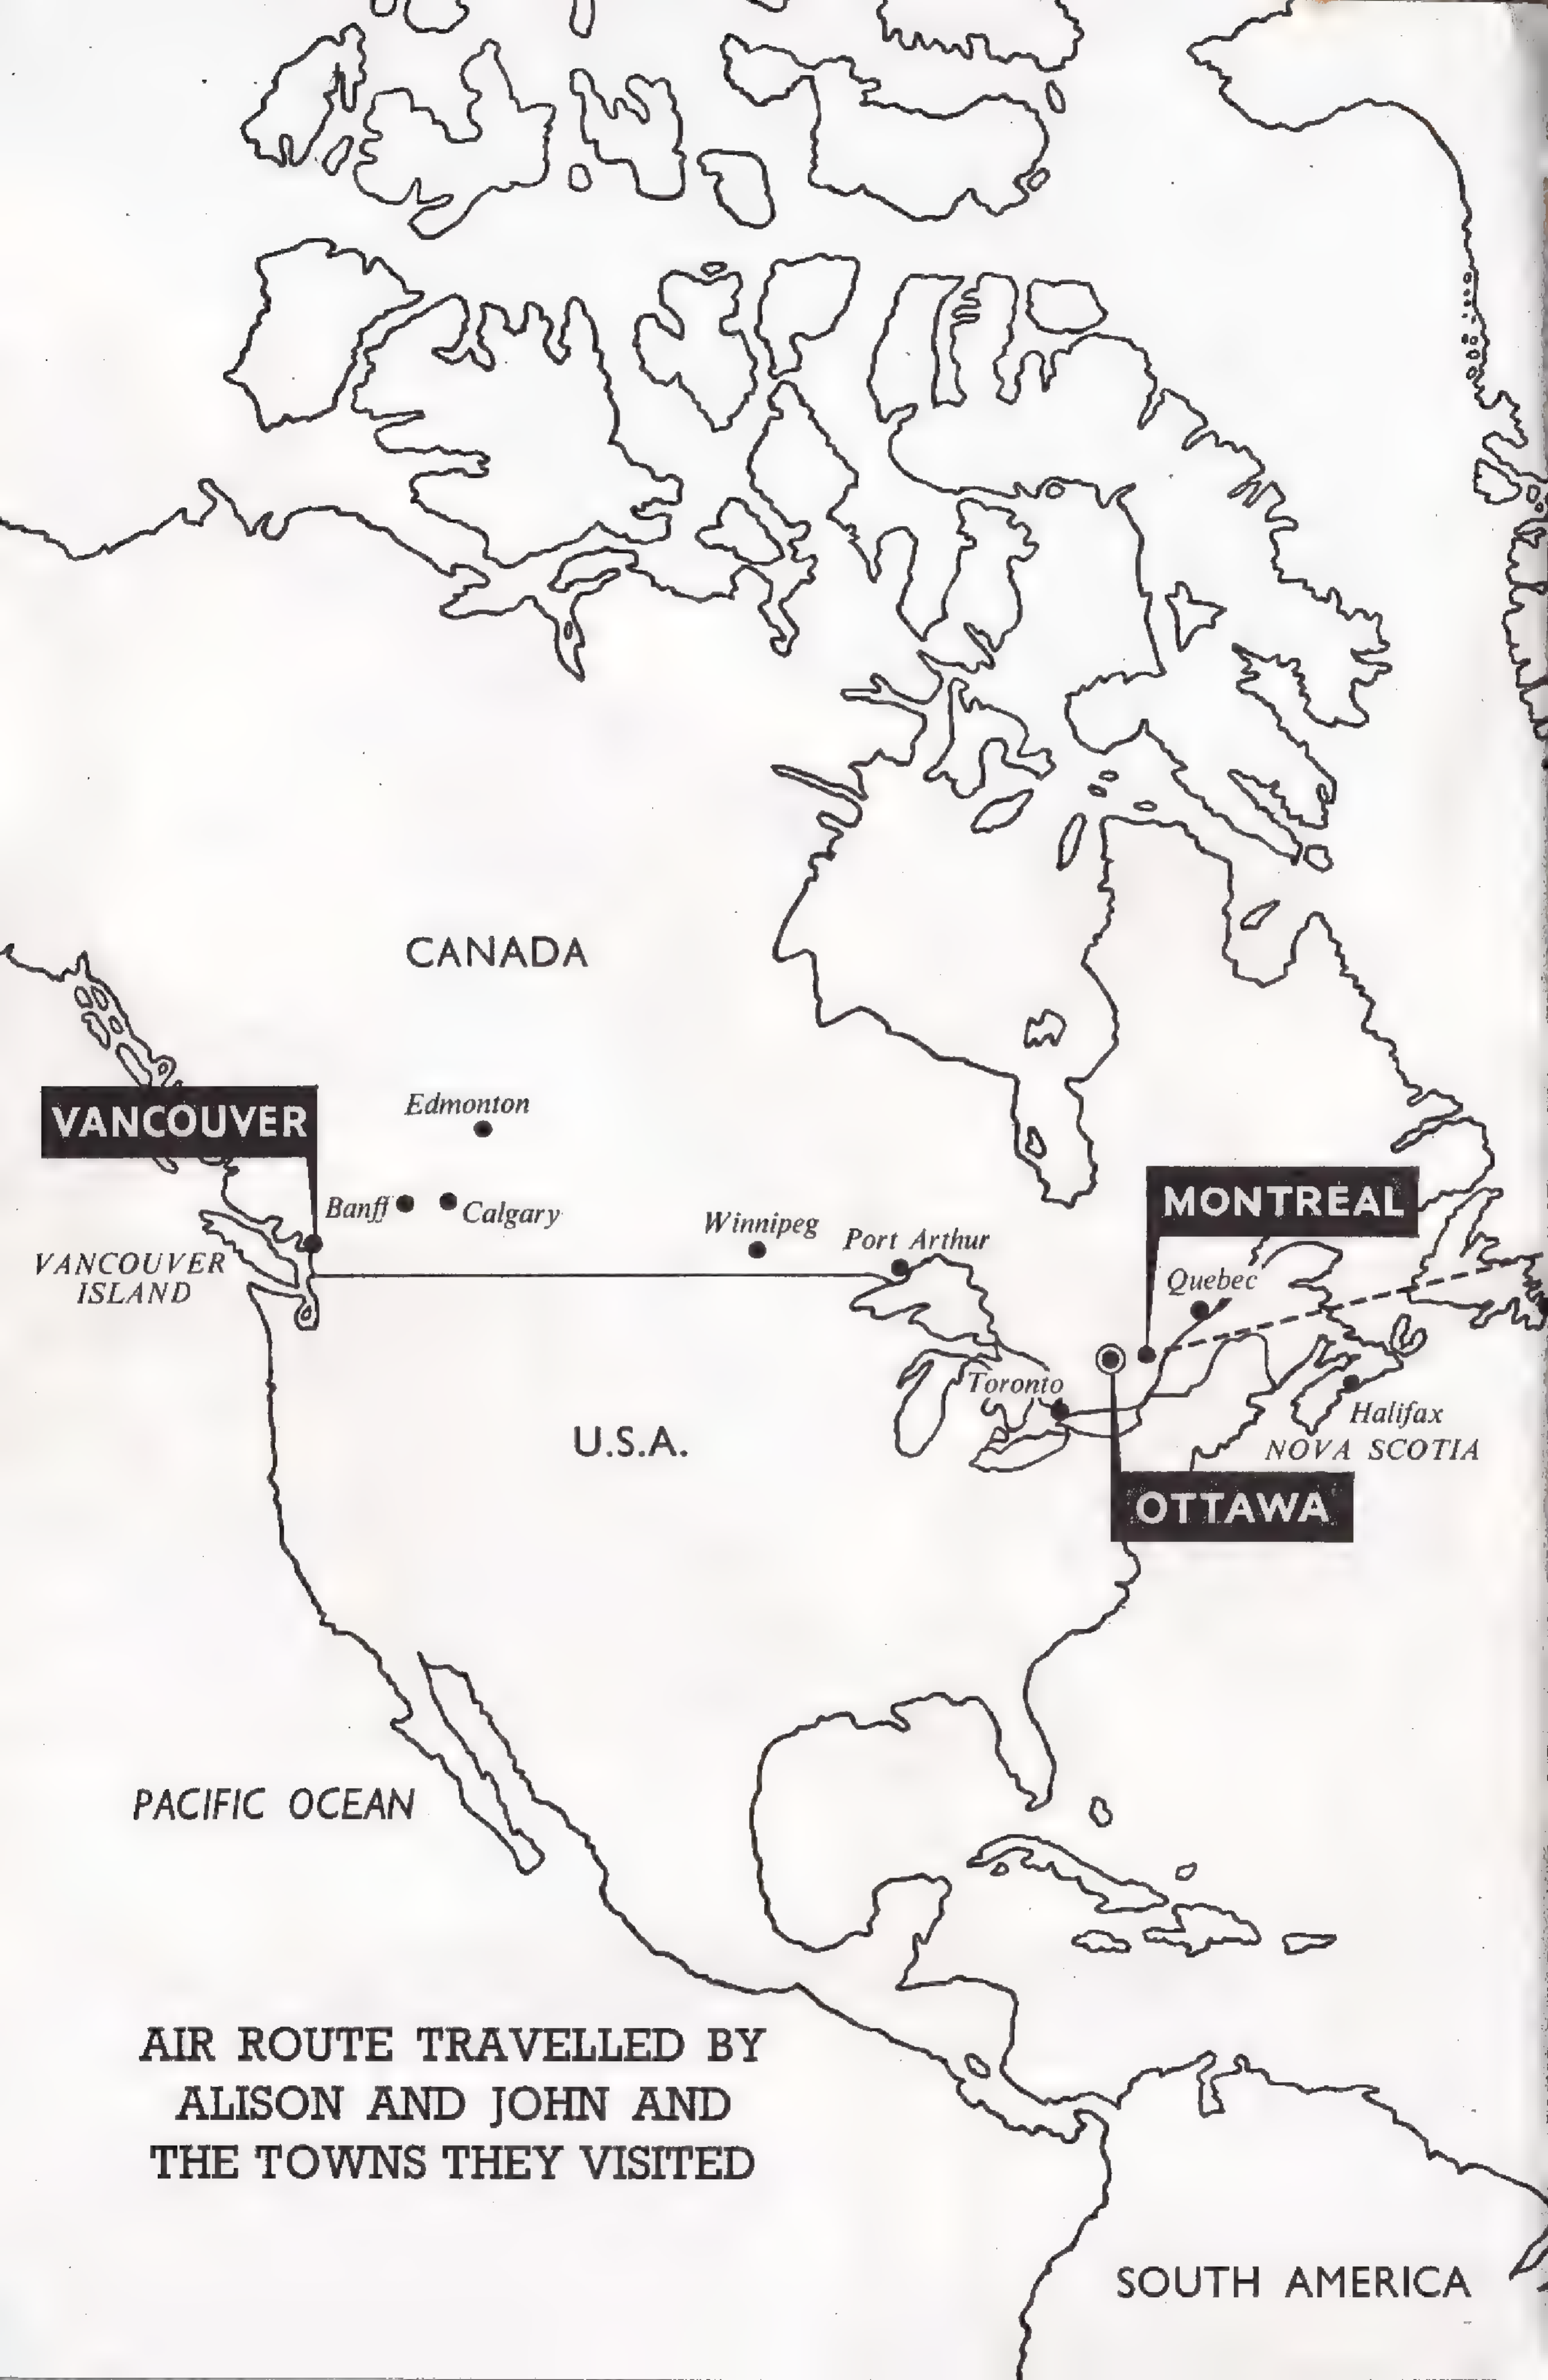 CANADA
Edmonton
VANCOUVER
Banff
Calgary
MONTREAL
Winnipeg
Port Arthur
VANCOUVER
ISLAND
Quebec
Toronto
Halifax
U.S.A.
NOVA SCOTIA
OTTAWA
PACIFIC OCEAN
AIR ROUTE TRAVELLED BY
ALISON AND JOHN AND
THE TOWNS THEY VISITED
SOUTH AMERICA